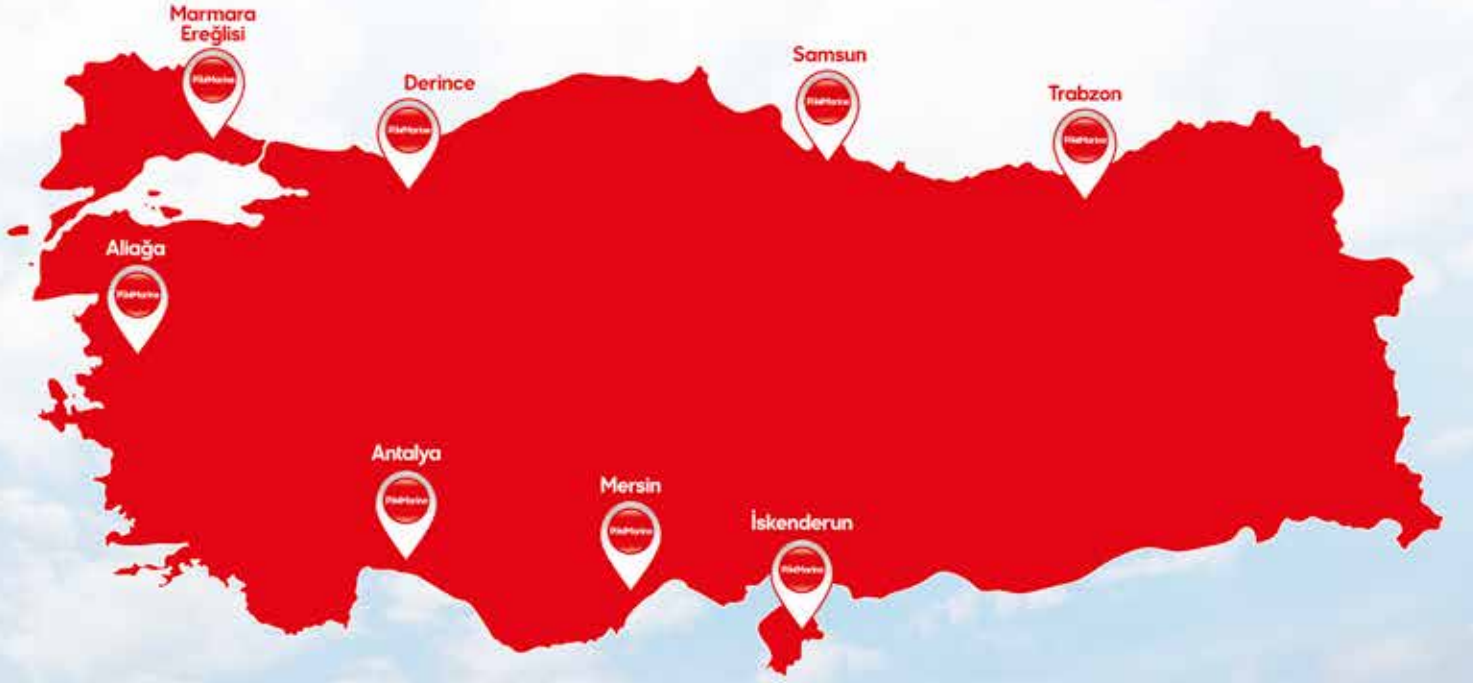 Marmara
Ereğlisi
Derince
Samsun
Trabzon
Aliağa
Antalya
Mersin
İskenderun